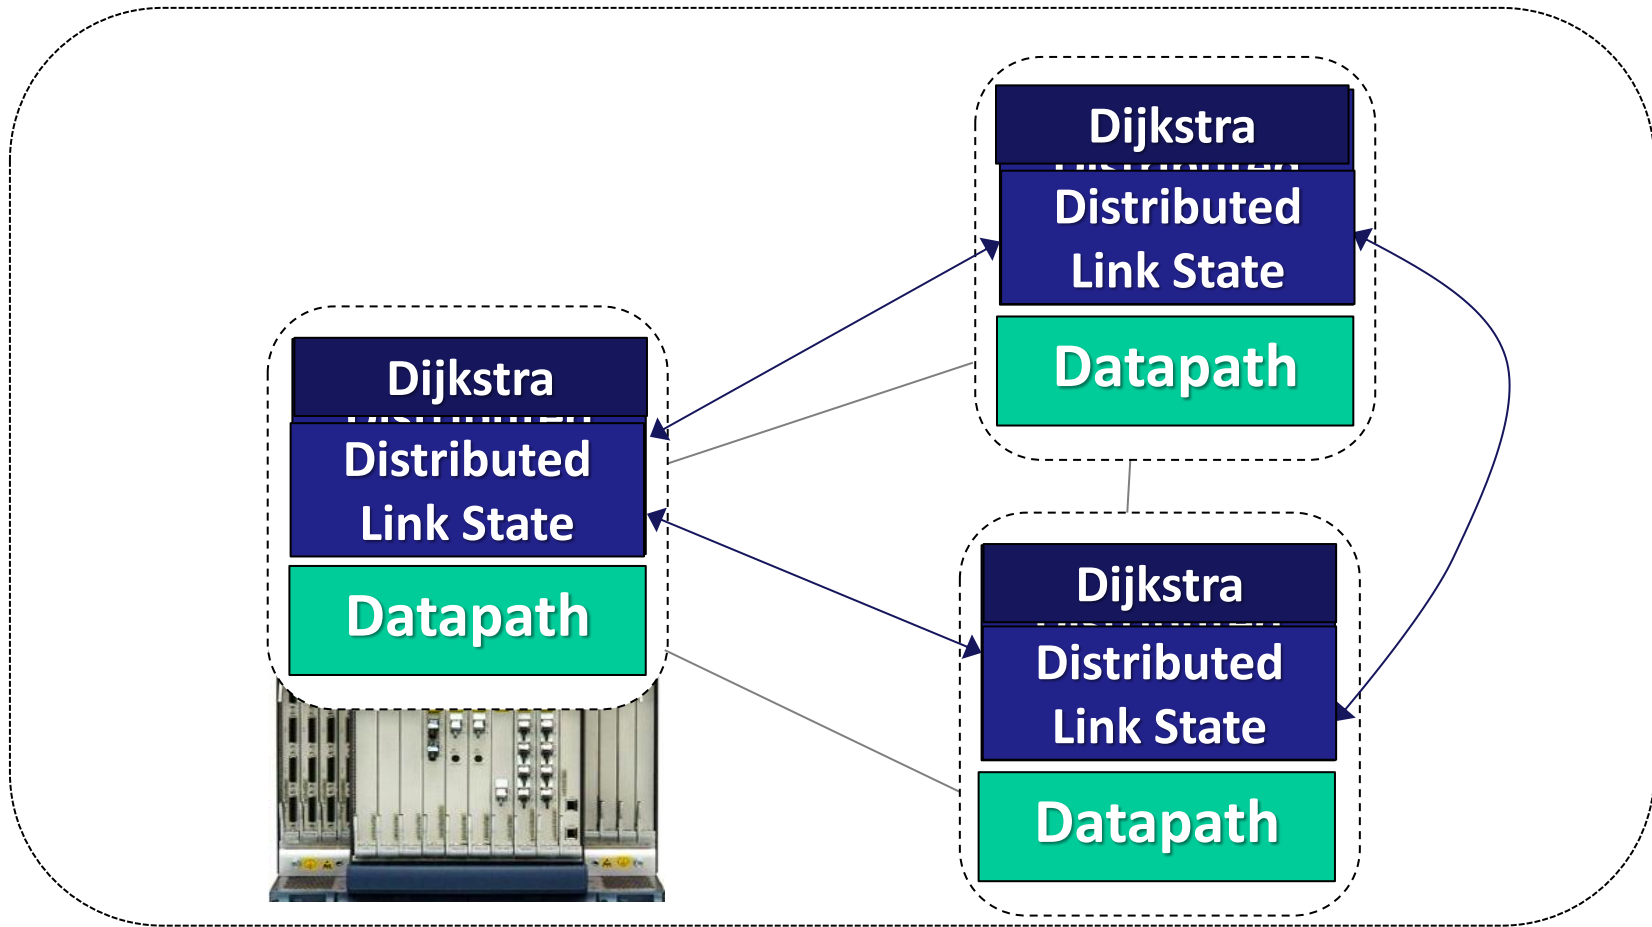 Dijkstra
Distributed
Link State
Datapath
Dijkstra
Distributed
Link State
Datapath
Dijkstra
Distributed
Link State
Datapath